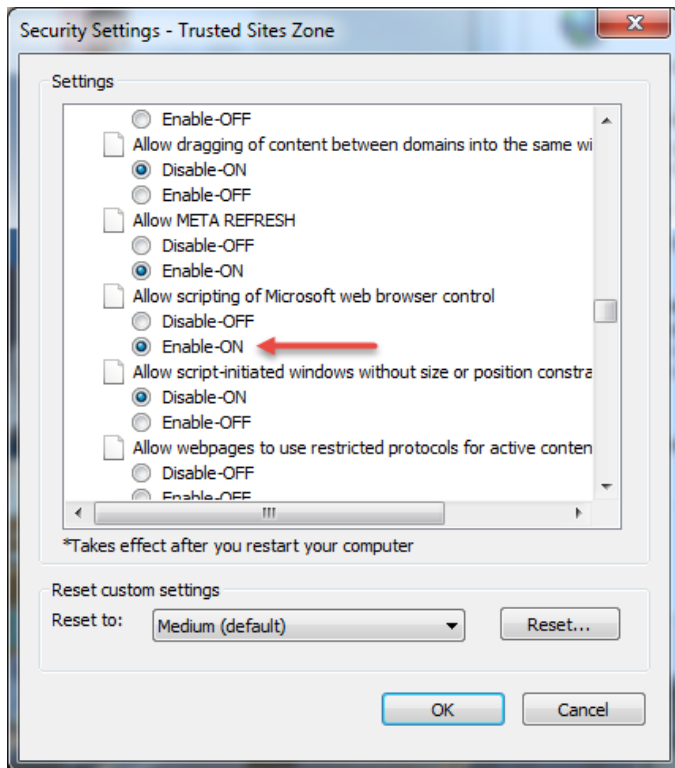 Security Settings - Trusted Sites Zone
Settings
Enable-OFF
Allow dragging of content between domains into the same wi
Disable-ON
Enable-OFF
Allow META REFRESH
Disable-OFF
Enable-ON
Allow scripting of Microsoft web browser control
Disable-OFF
Enable-ON
Allow script-initiated windows without size or position constra
Disable-ON
Enable-OFF
Allow webpages to use restricted protocols for active conten
Disable-OFF
Enable-OFF
*Takes effect after you restart your computer
Reset custom settings
Reset to: Medium (default) Reset...
OK Cancel